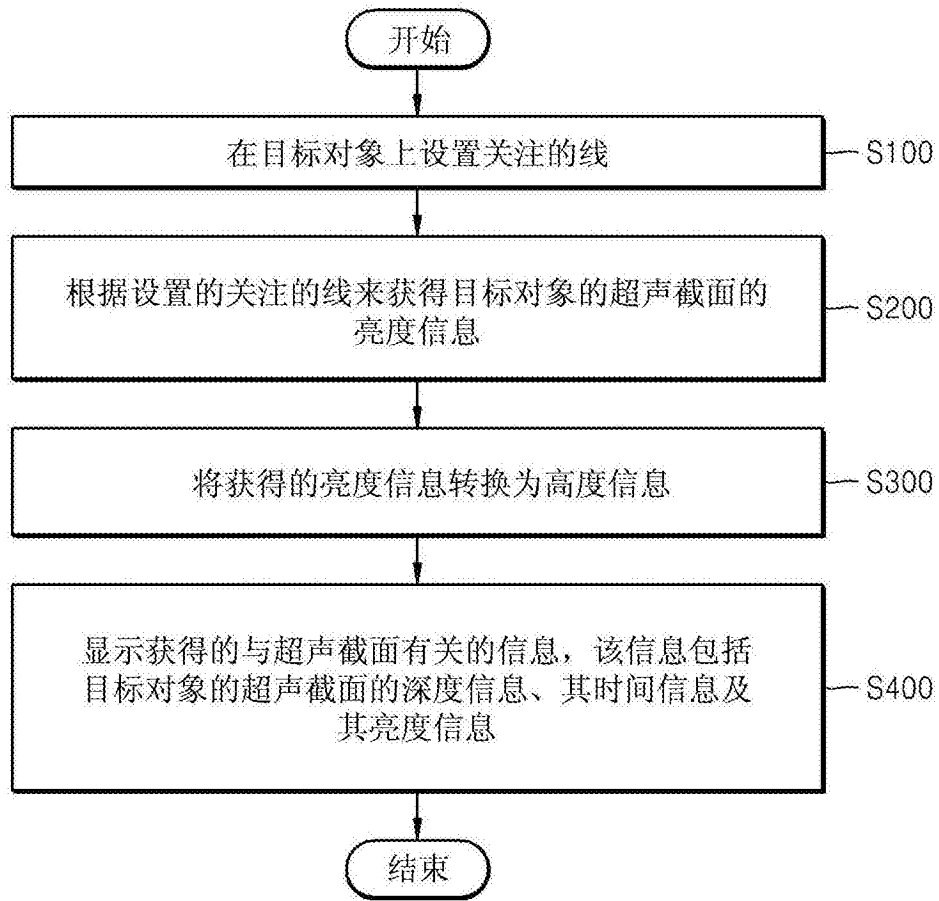 开始
在目标对象上设置关注的线
S100
根据设置的关注的线来获得目标对象的超声截面的
亮度信息
S200
将获得的亮度信息转换为高度信息
S300
显示获得的与超声截面有关的信息，该信息包括
目标对象的超声截面的深度信息、其时间信息及
其亮度信息
S400
结束